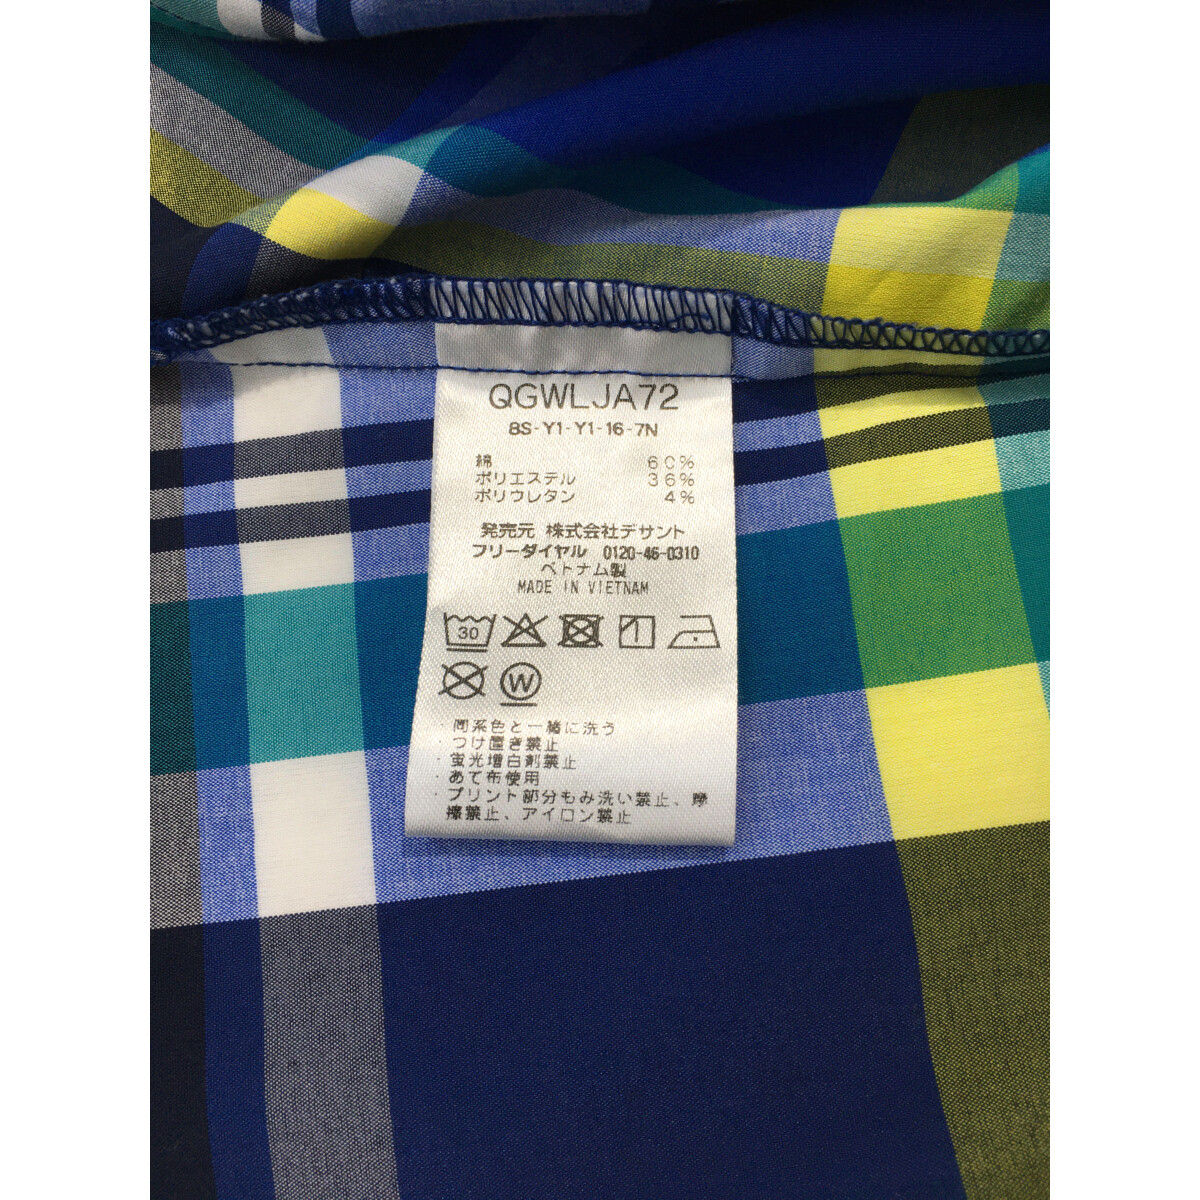 QGWLJA72
8S-Y1-Y1-16-7N
綿 60%
ポリエステル 36%
ポリウレタン 4%
発売元 株式会社デサント
フリーダイヤル 0120-46-0310
ベトナム製
MADE IN VIETNAM
30
W
・同系色と一緒に洗う
・つけ置き禁止
・蛍光増白剤禁止
・あて布使用
・プリント部分もみ洗い禁止、摩
擦禁止、アイロン禁止